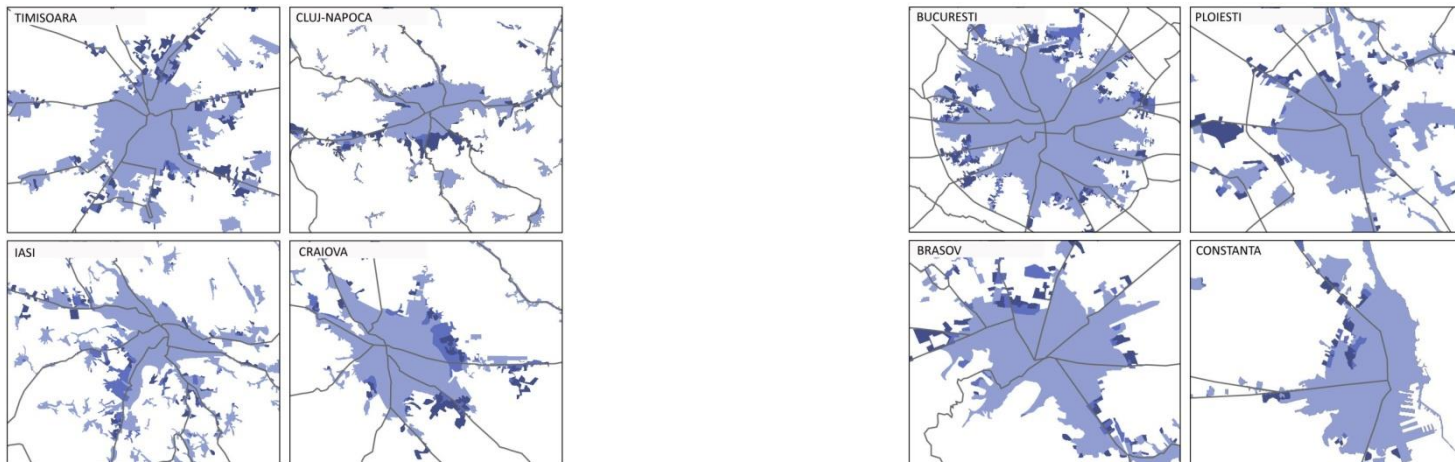 TIMISOARA
CLUJ-NAPOCA
BUCURESTI
PLOIESTI
IASI
CRAIOVA
BRASOV
CONSTANTA